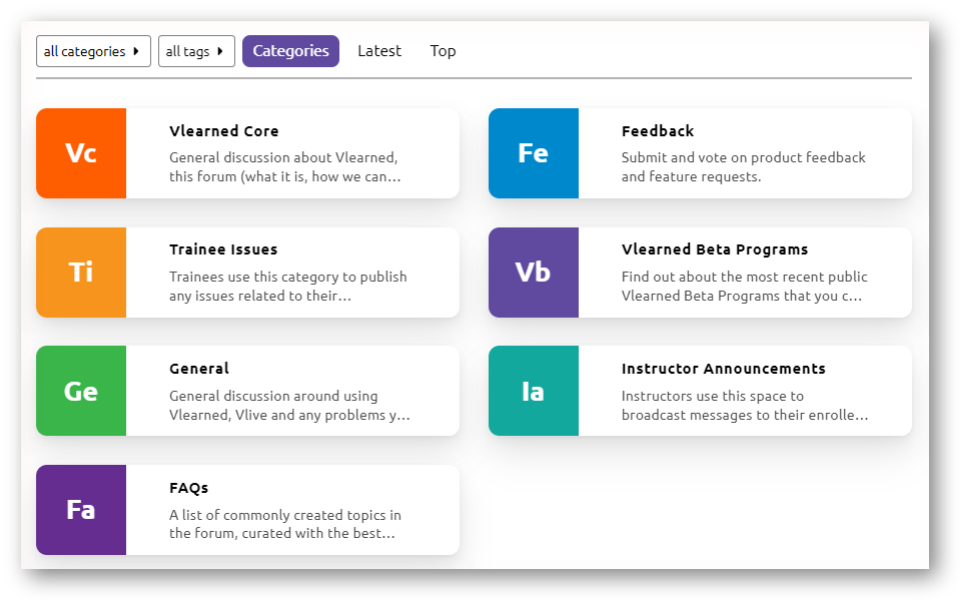 all categories all tags Categories Latest Top
Vc
Vlearned Core
General discussion about Vlearned,
this forum (what it is, how we can...
Fe
Feedback
Submit and vote on product feedback
and feature requests.
Ti
Trainee Issues
Trainees use this category to publish
any issues related to their...
Vb
Vlearned Beta Programs
Find out about the most recent public
Vlearned Beta Programs that you c...
Ge
General
General discussion around using
Vlearned, Vlive and any problems y...
Ia
Instructor Announcements
Instructors use this space to
broadcast messages to their enrolle...
Fa
FAQs
A list of commonly created topics in
the forum, curated with the best...